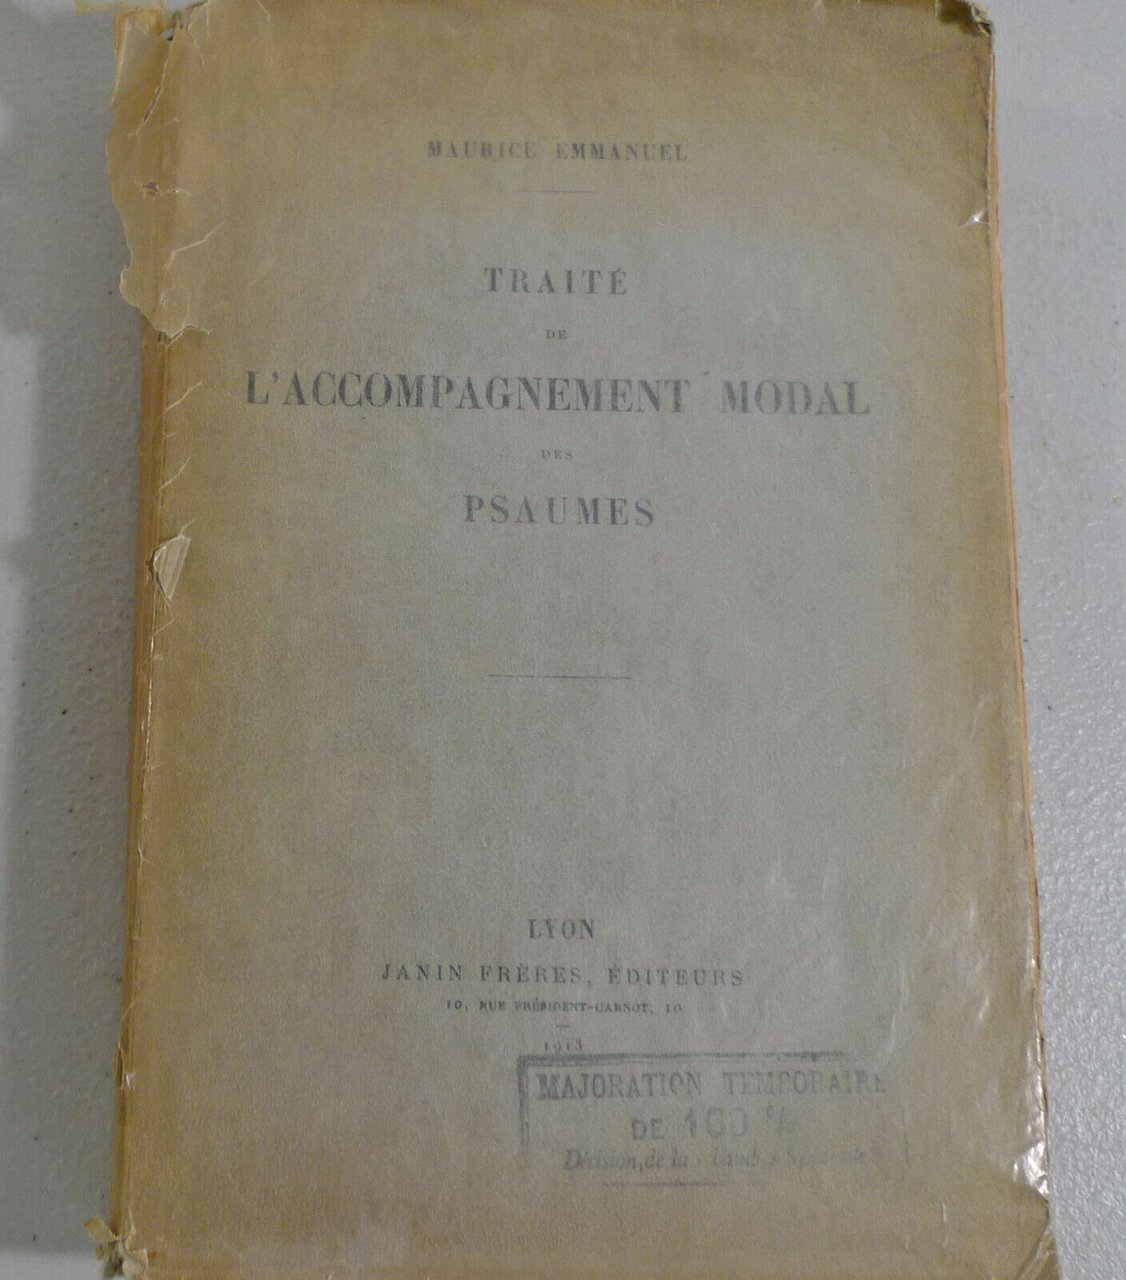 MAURICE EMMANUEL
TRAITÉ
DE
L'ACCOMPAGNEMENT MODAL
DES
PSAUMES
LYON
JANIN FRÈRES, ÉDITEURS
10, RUE PRÉSIDENT-CARNOT, 10
1913
MAJORATION TEMPORAIRE
DE 100 %
Décision de la